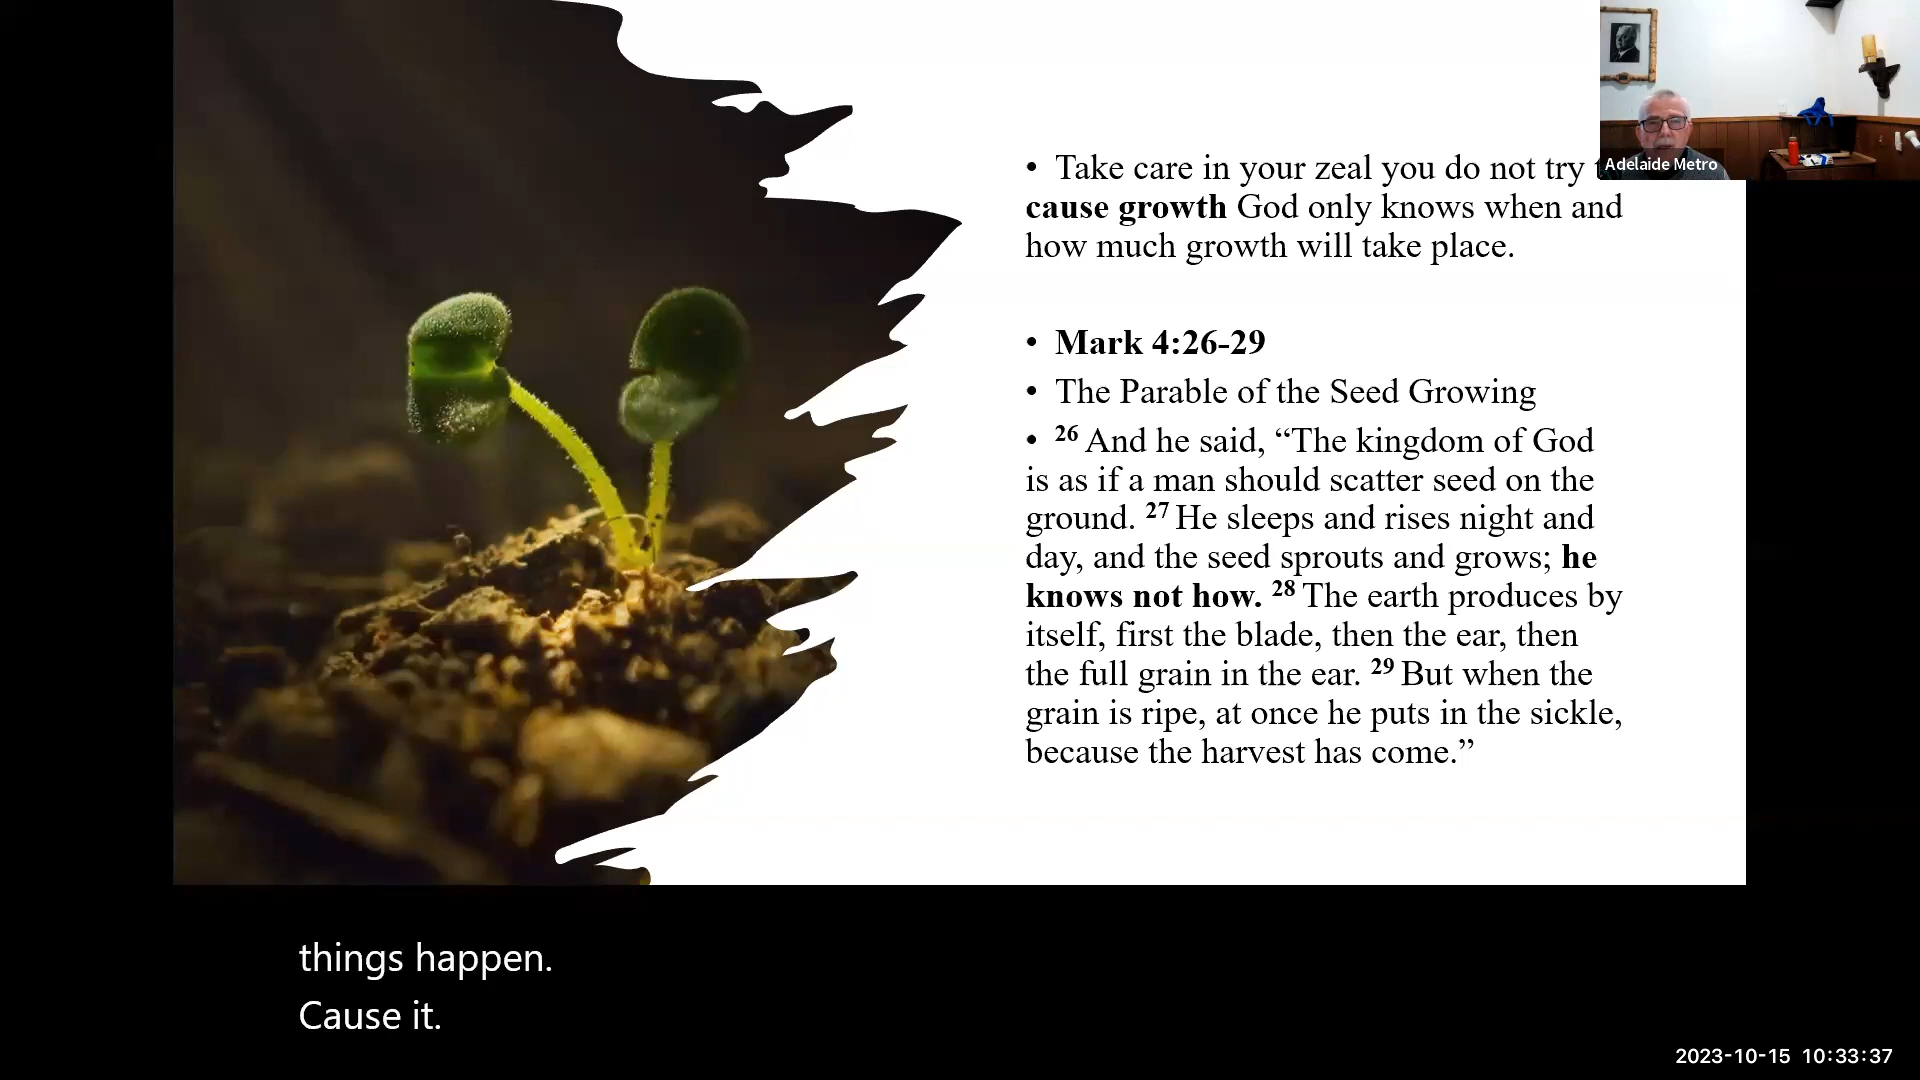 • Take care in your zeal you do not try
cause growth God only knows when and
how much growth will take place.
• Mark 4:26-29
• The Parable of the Seed Growing
• 26 And he said, “The kingdom of God
is as if a man should scatter seed on the
ground. 27 He sleeps and rises night and
day, and the seed sprouts and grows; he
knows not how. 28 The earth produces by
itself, first the blade, then the ear, then
the full grain in the ear. 29 But when the
grain is ripe, at once he puts in the sickle,
because the harvest has come.”
Adelaide Metro
things happen.
Cause it.
2023-10-15 10:33:37